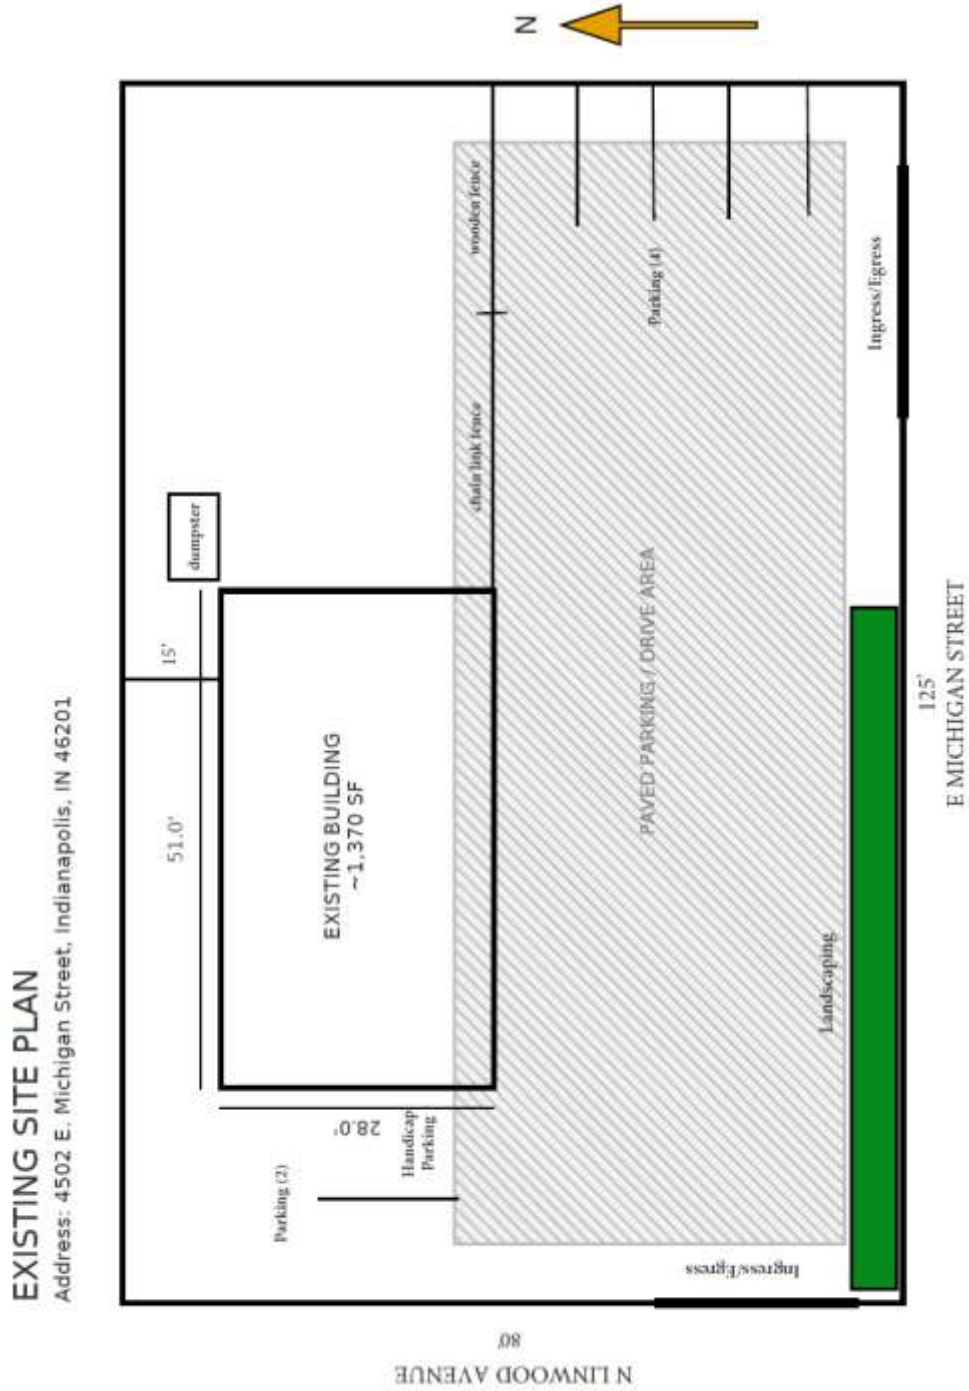 EXISTING SITE PLAN
Address: 4502 E. Michigan Street, Indianapolis, IN 46201
N
15'
51.0'
dumpster
EXISTING BUILDING
~1,370 SF
28.0'
Parking (2)
Handicap
Parking
chain link fence
wooden fence
Parking (4)
PAVED PARKING / DRIVE AREA
Landscaping
Ingress/Egress
Ingress/Egress
80'
N LINWOOD AVENUE
125'
E MICHIGAN STREET